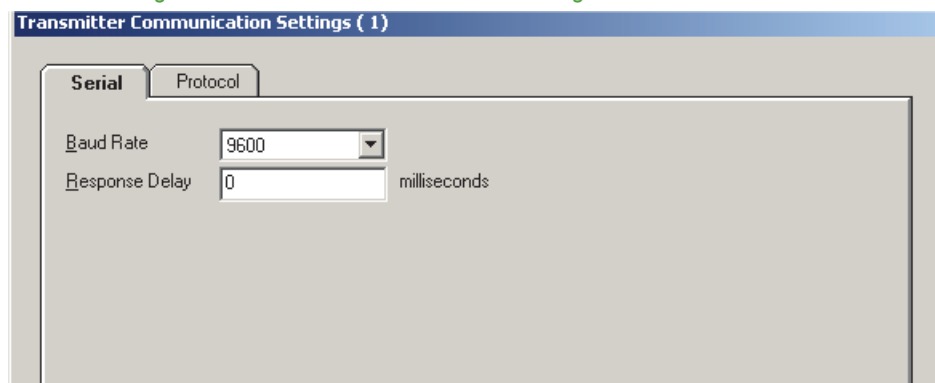 Transmitter Communication Settings ( 1)
Serial Protocol
Baud Rate 9600
Response Delay 0 milliseconds